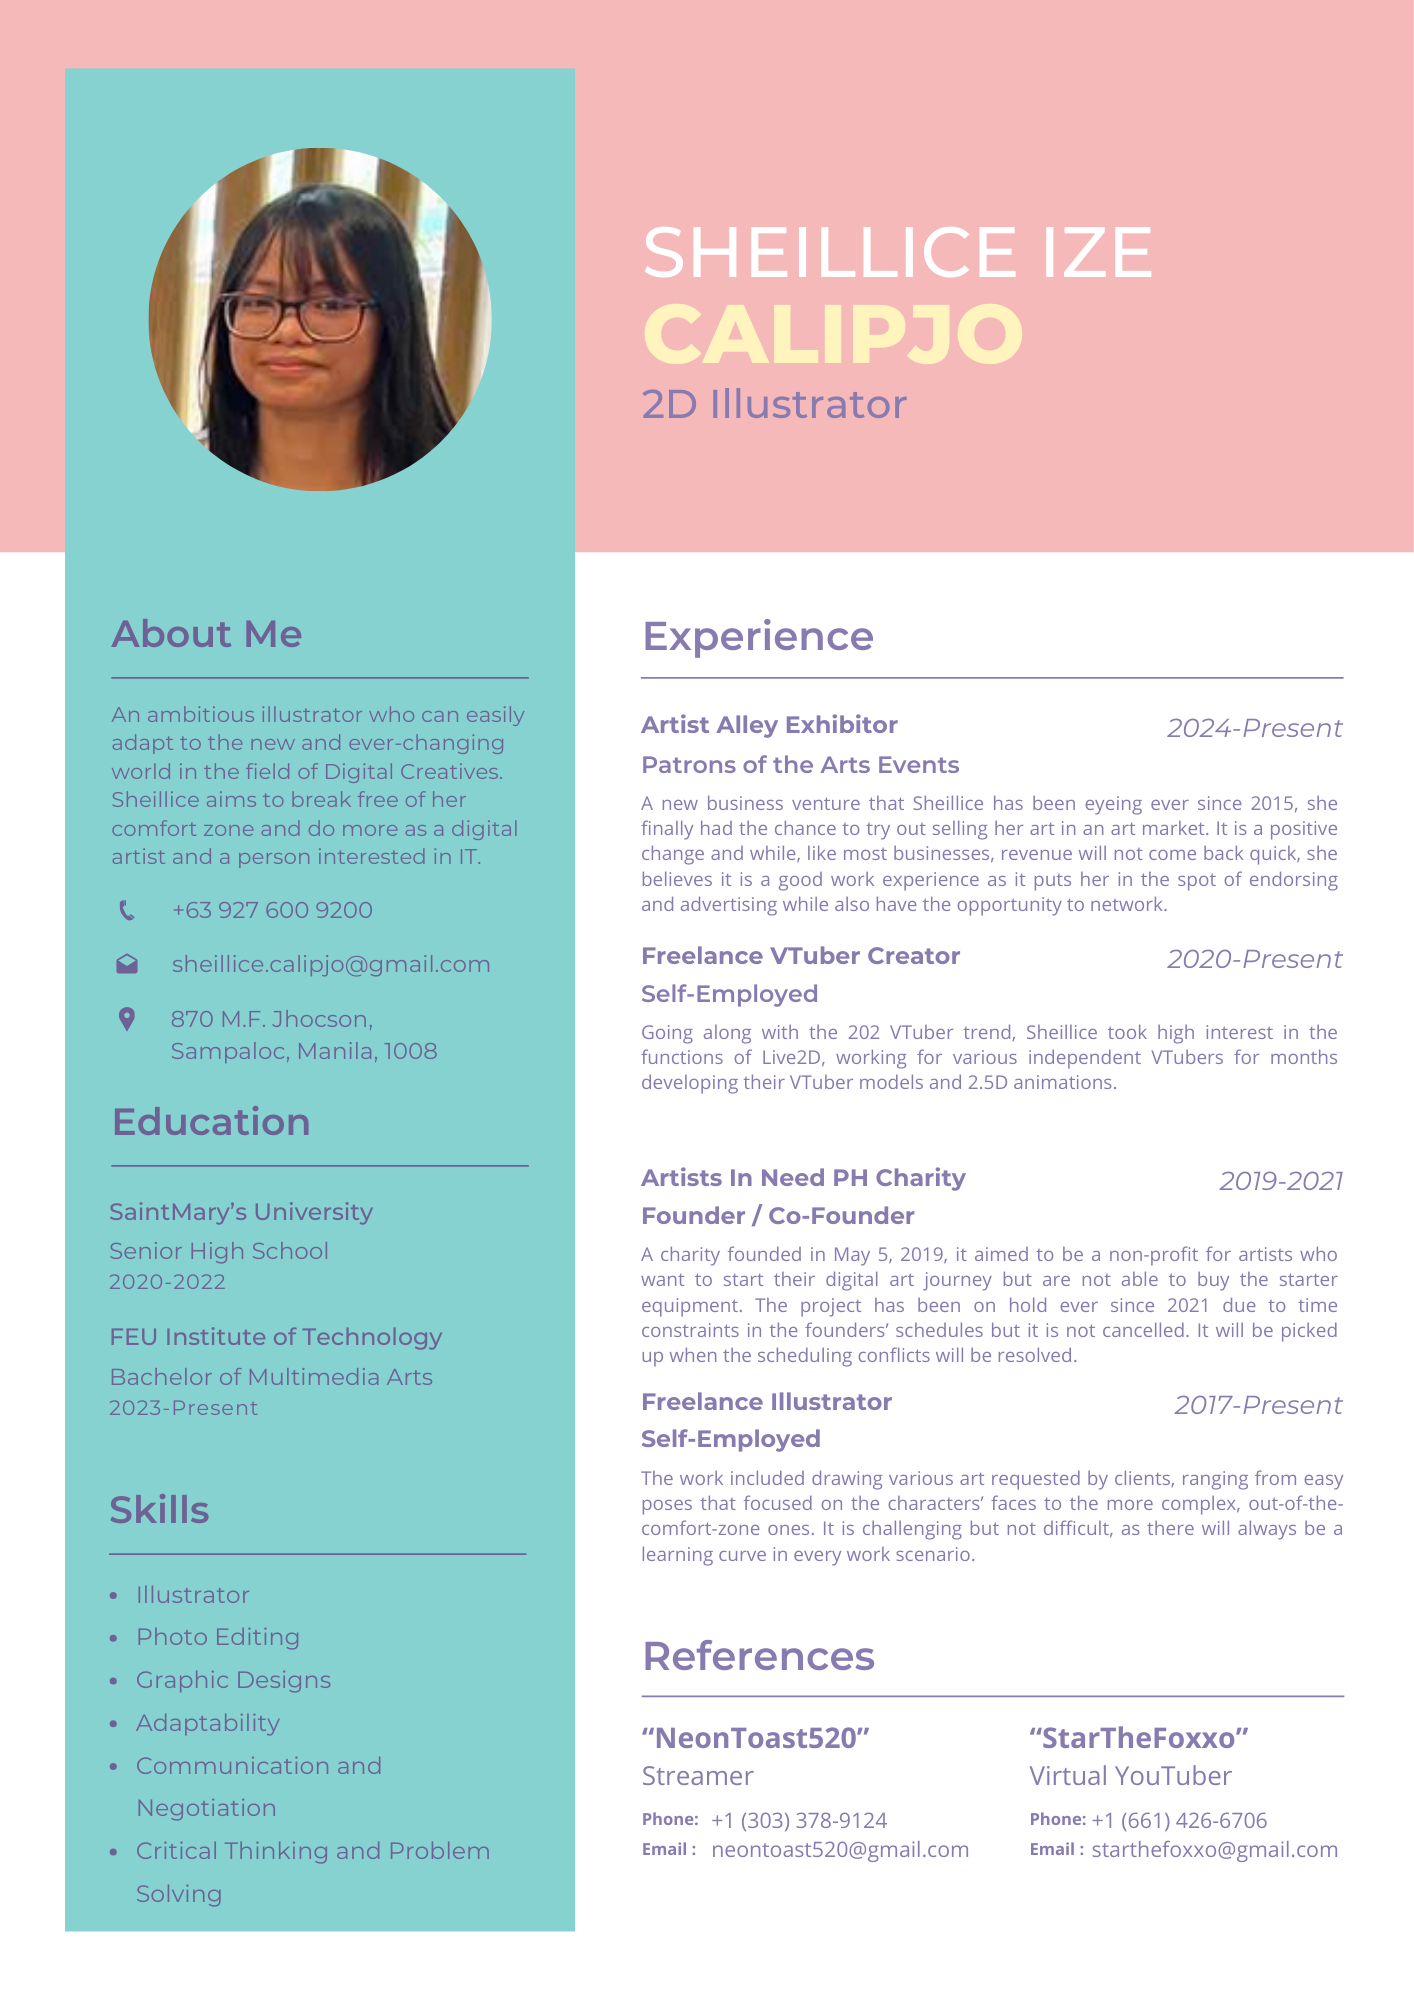 SHEILLICE IZE
CALIPJO
2D Illustrator
About Me
An ambitious illustrator who can easily
adapt to the new and ever-changing
world in the field of Digital Creatives.
Sheillice aims to break free of her
comfort zone and do more as a digital
artist and a person interested in IT.
+63 927 600 9200
sheillice.calipjo@gmail.com
870 M.F. Jhocson,
Sampaloc, Manila, 1008
Education
SaintMary’s University
Senior High School
2020-2022
FEU Institute of Technology
Bachelor of Multimedia Arts
2023-Present
Skills
• Illustrator
• Photo Editing
• Graphic Designs
• Adaptability
• Communication and
Negotiation
• Critical Thinking and Problem
Solving
Experience
Artist Alley Exhibitor 2024-Present
Patrons of the Arts Events
A new business venture that Sheillice has been eyeing ever since 2015, she
finally had the chance to try out selling her art in an art market. It is a positive
change and while, like most businesses, revenue will not come back quick, she
believes it is a good work experience as it puts her in the spot of endorsing
and advertising while also have the opportunity to network.
Freelance VTuber Creator 2020-Present
Self-Employed
Going along with the 202 VTuber trend, Sheillice took high interest in the
functions of Live2D, working for various independent VTubers for months
developing their VTuber models and 2.5D animations.
Artists In Need PH Charity 2019-2021
Founder / Co-Founder
A charity founded in May 5, 2019, it aimed to be a non-profit for artists who
want to start their digital art journey but are not able to buy the starter
equipment. The project has been on hold ever since 2021 due to time
constraints in the founders’ schedules but it is not cancelled. It will be picked
up when the scheduling conflicts will be resolved.
Freelance Illustrator 2017-Present
Self-Employed
The work included drawing various art requested by clients, ranging from easy
poses that focused on the characters’ faces to the more complex, out-of-the-
comfort-zone ones. It is challenging but not difficult, as there will always be a
learning curve in every work scenario.
References
“NeonToast520”
Streamer
Phone: +1 (303) 378-9124
Email : neontoast520@gmail.com
“StarTheFoxxo”
Virtual YouTuber
Phone: +1 (661) 426-6706
Email : starthefoxxo@gmail.com